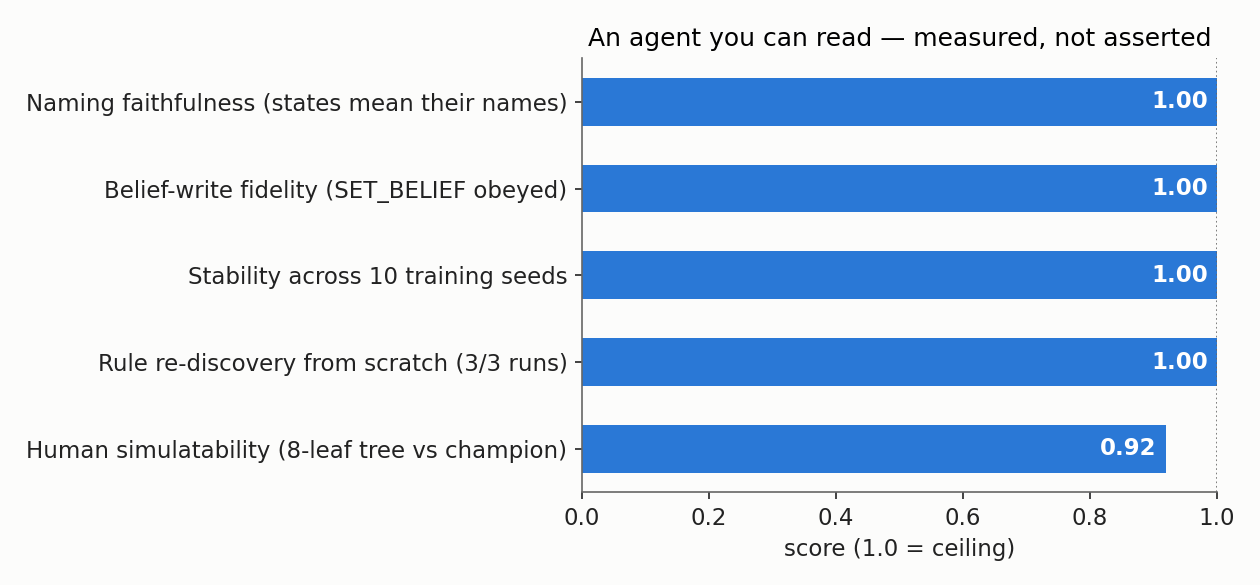 An agent you can read — measured, not asserted
Naming faithfulness (states mean their names)
1.00
Belief-write fidelity (SET_BELIEF obeyed)
1.00
Stability across 10 training seeds
1.00
Rule re-discovery from scratch (3/3 runs)
1.00
Human simulatability (8-leaf tree vs champion)
0.92
0.0 0.2 0.4 0.6 0.8 1.0
score (1.0 = ceiling)